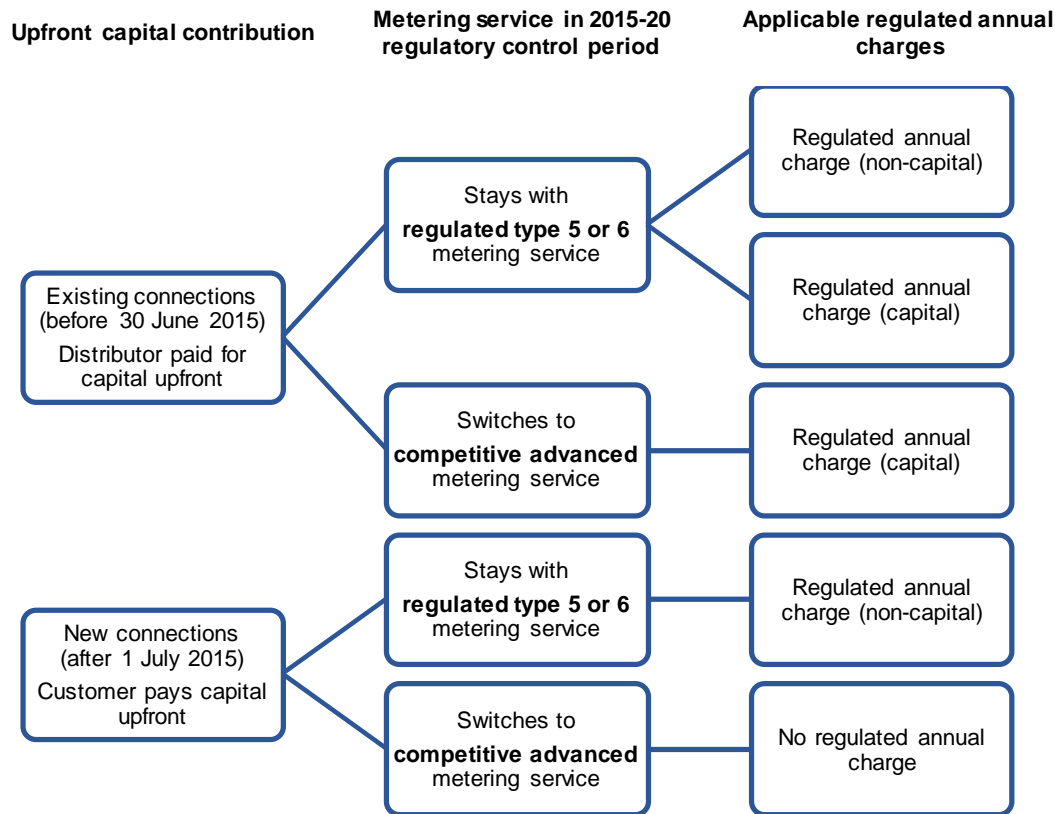 Upfront capital contribution
Metering service in 2015-20
regulatory control period
Applicable regulated annual
charges
Existing connections
(before 30 June 2015)
Distributor paid for
capital upfront
Stays with
regulated type 5 or 6
metering service
Regulated annual
charge (non-capital)
Regulated annual
charge (capital)
Switches to
competitive advanced
metering service
Regulated annual
charge (capital)
New connections
(after 1 July 2015)
Customer pays capital
upfront
Stays with
regulated type 5 or 6
metering service
Regulated annual
charge (non-capital)
Switches to
competitive advanced
metering service
No regulated annual
charge